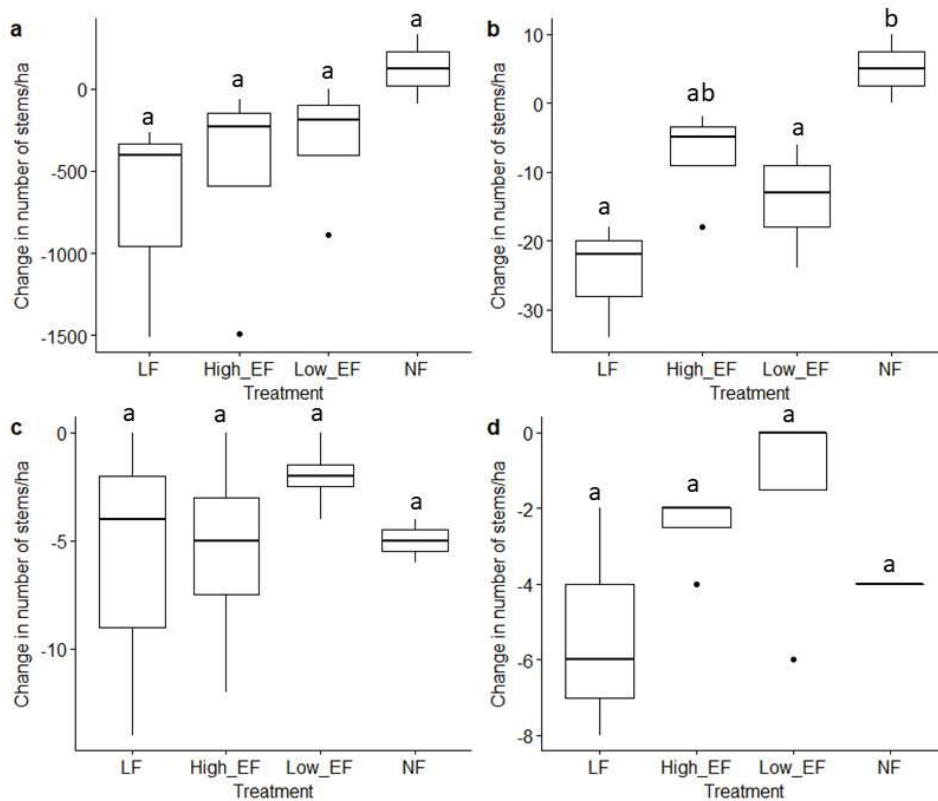 a
Change in number of stems/ha
0
-500
-1000
-1500
a
a
a
a
LF
High_EF
Low_EF
NF
Treatment
b
Change in number of stems/ha
10
0
-10
-20
-30
a
ab
a
b
LF
High_EF
Low_EF
NF
Treatment
c
Change in number of stems/ha
0
-5
-10
a
a
a
a
LF
High_EF
Low_EF
NF
Treatment
d
Change in number of stems/ha
0
-2
-4
-6
-8
a
a
a
a
LF
High_EF
Low_EF
NF
Treatment